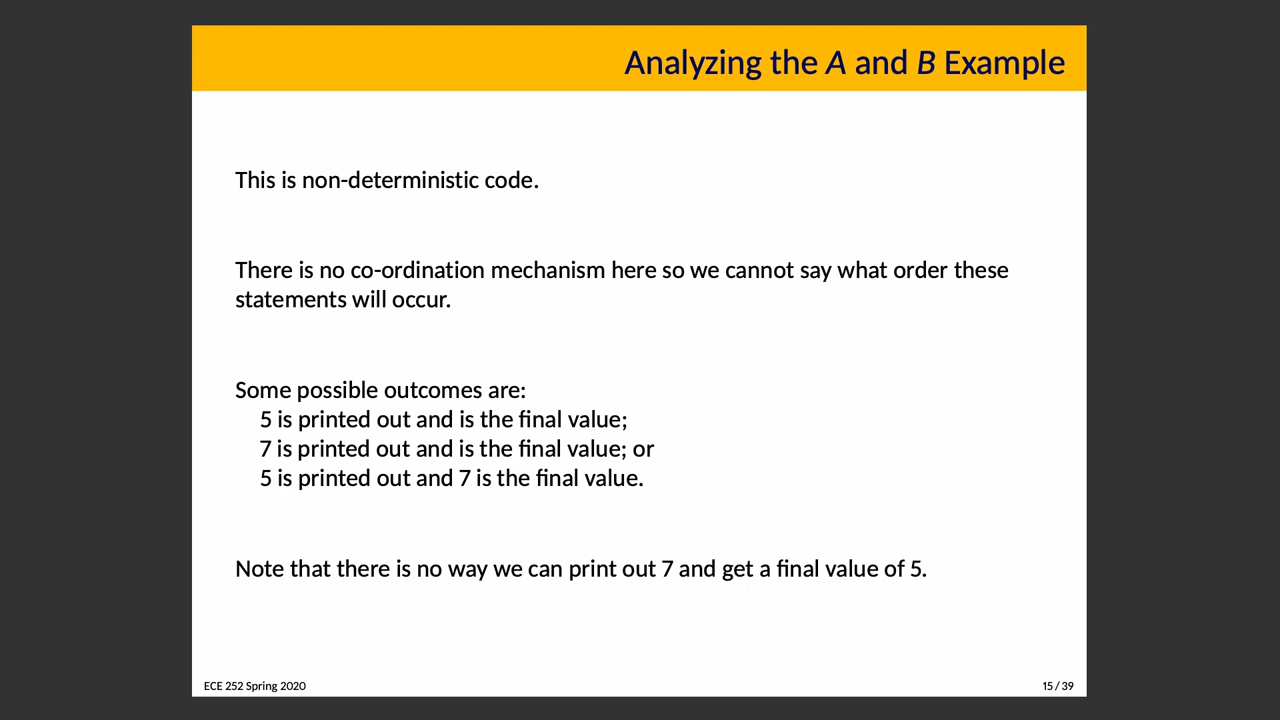 Analyzing the A and B Example
This is non-deterministic code.
There is no co-ordination mechanism here so we cannot say what order these
statements will occur.
Some possible outcomes are:
5 is printed out and is the final value;
7 is printed out and is the final value; or
5 is printed out and 7 is the final value.
Note that there is no way we can print out 7 and get a final value of 5.
ECE 252 Spring 2020
15 / 39